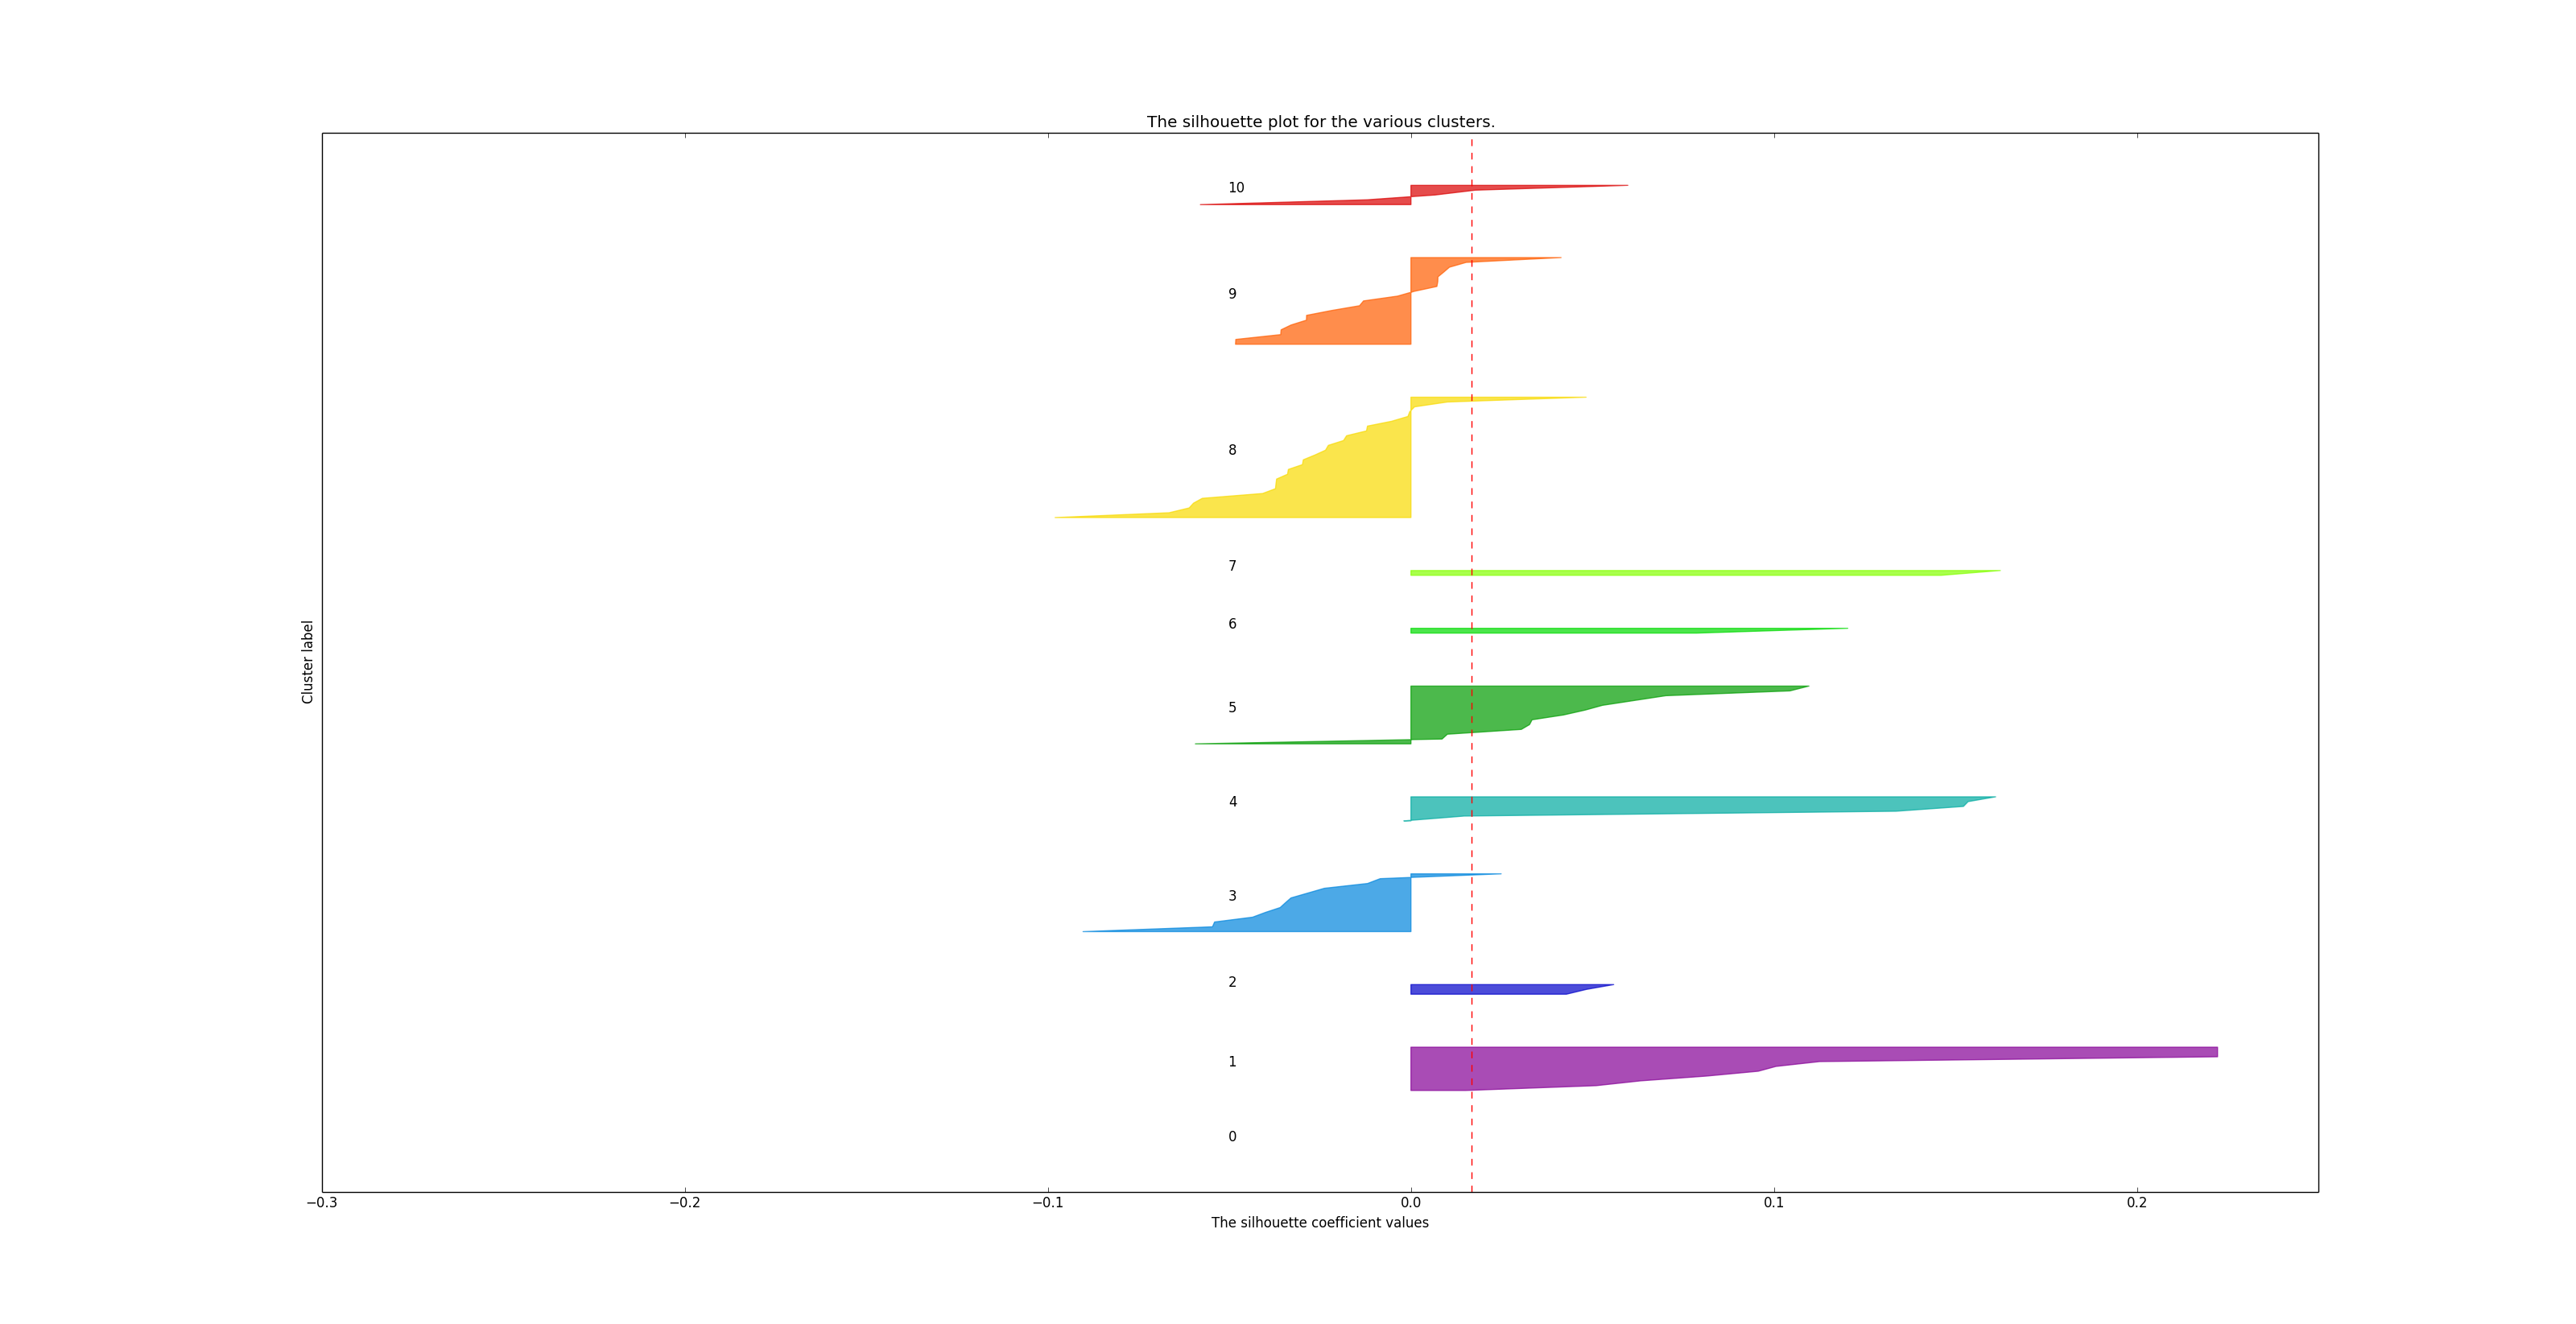 The silhouette plot for the various clusters.
10
9
8
7
6
5
4
3
2
1
0
Cluster label
−0.3 −0.2 −0.1 0.0 0.1 0.2
The silhouette coefficient values